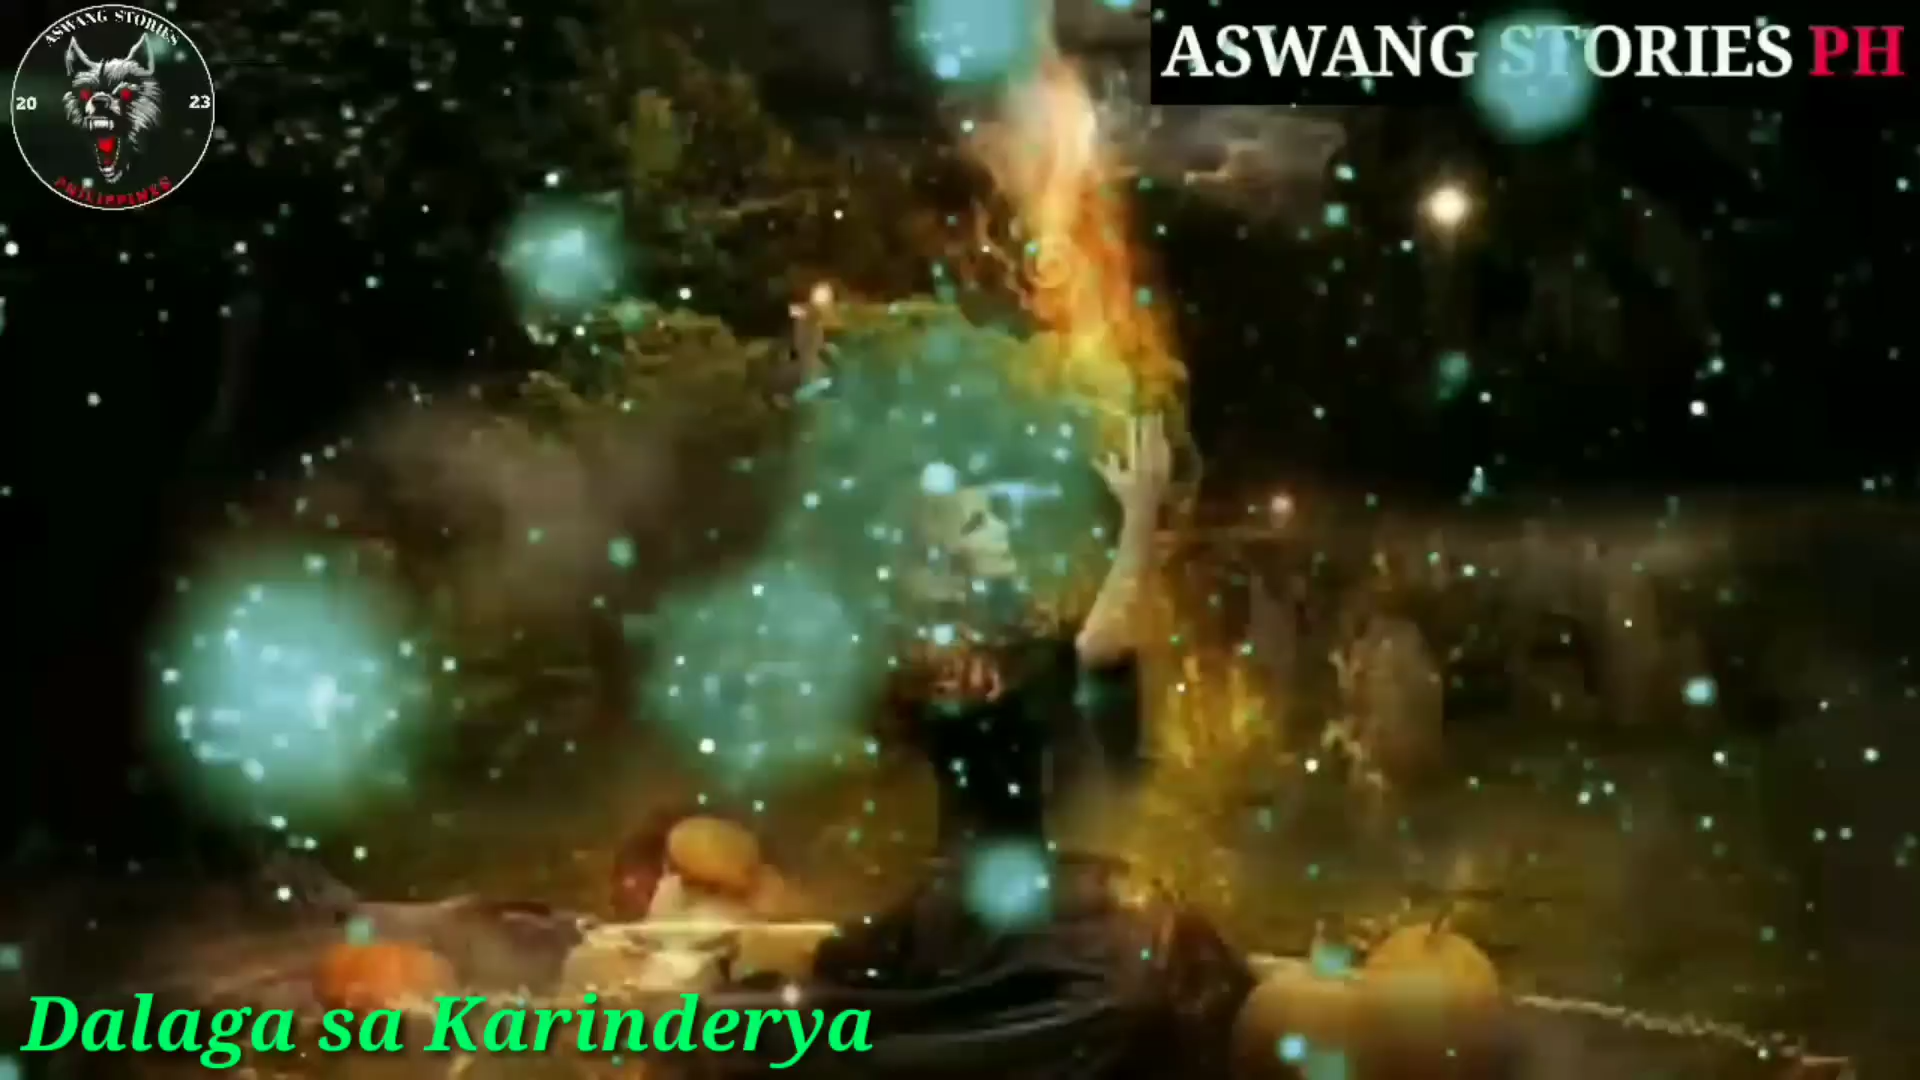 ASWANG STORIES
20 23
PHILIPPINES
ASWANG STORIES PH
Dalaga sa Karinderya